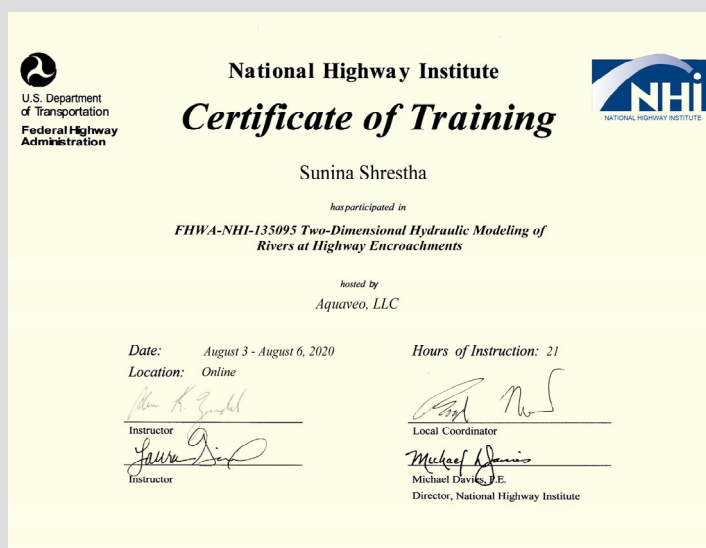 U.S. Department
of Transportation
Federal Highway
Administration
National Highway Institute
NHi
NATIONAL HIGHWAY INSTITUTE
Certificate of Training
Sunina Shrestha
has participated in
FHWA-NHI-135095 Two-Dimensional Hydraulic Modeling of
Rivers at Highway Encroachments
hosted by
Aquaveo, LLC
Date: August 3 - August 6, 2020
Hours of Instruction: 21
Location: Online
Instructor
Local Coordinator
Michael Davies
Instructor
Michael Davies, P.E.
Director, National Highway Institute